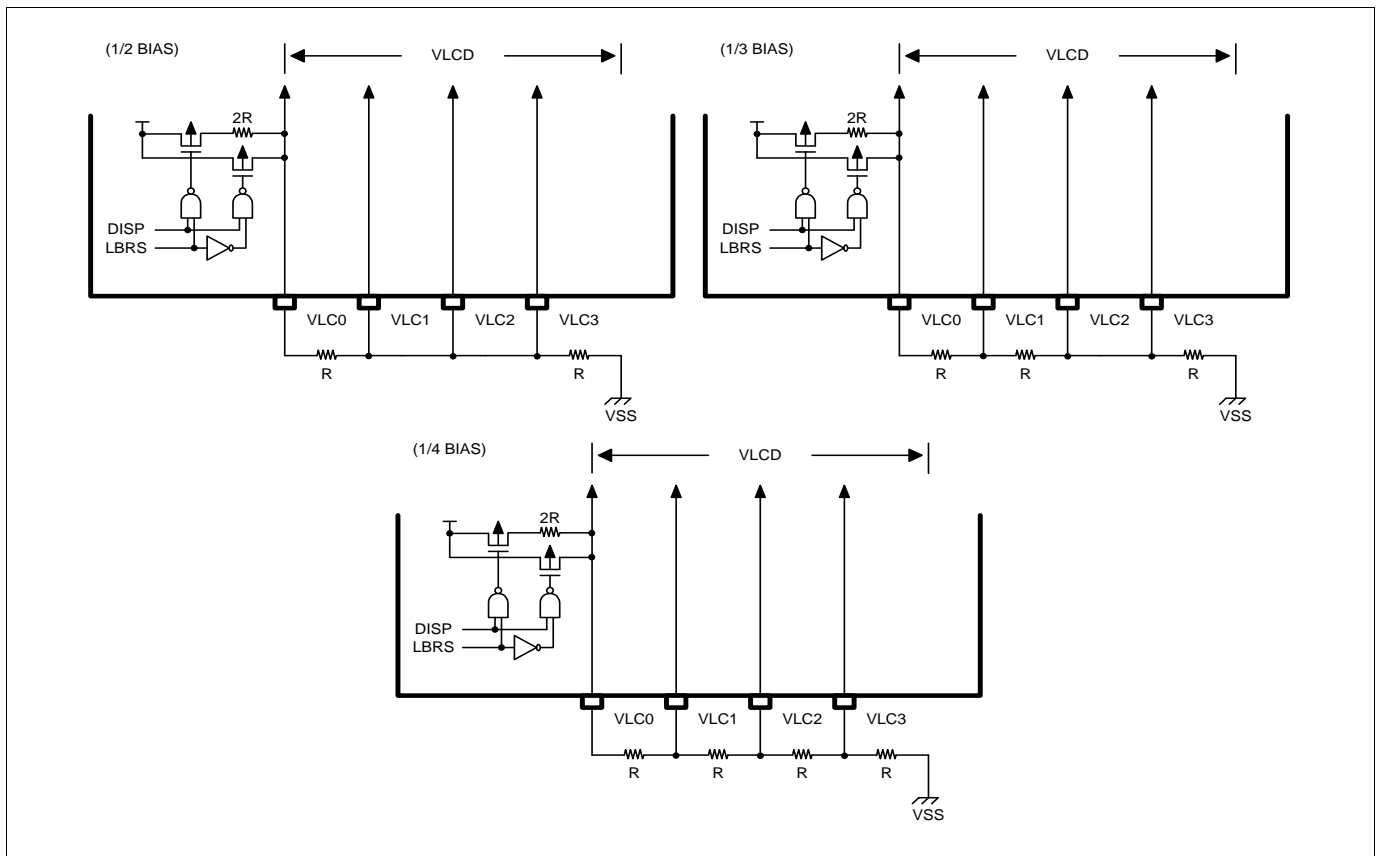 (1/2 BIAS)
VLCD
2R
DISP
LBRS
VLC0 VLC1 VLC2 VLC3
R R
VSS
(1/3 BIAS)
VLCD
2R
DISP
LBRS
VLC0 VLC1 VLC2 VLC3
R R R
VSS
(1/4 BIAS)
VLCD
2R
DISP
LBRS
VLC0 VLC1 VLC2 VLC3
R R R R
VSS